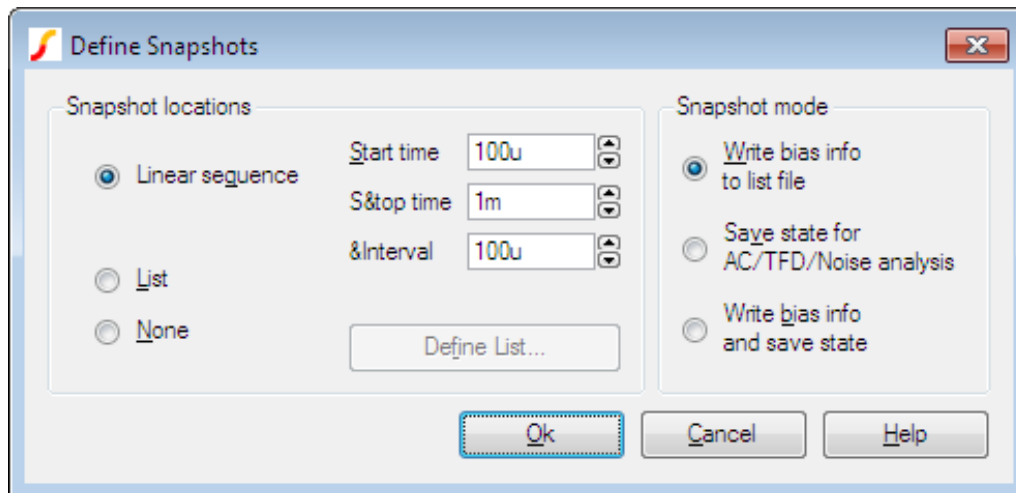 Define Snapshots
Snapshot locations
Linear sequence
Start time 100u
S&top time 1m
&Interval 100u
List
None
Define List...
Snapshot mode
Write bias info
to list file
Save state for
AC/TFD/Noise analysis
Write bias info
and save state
Ok
Cancel
Help